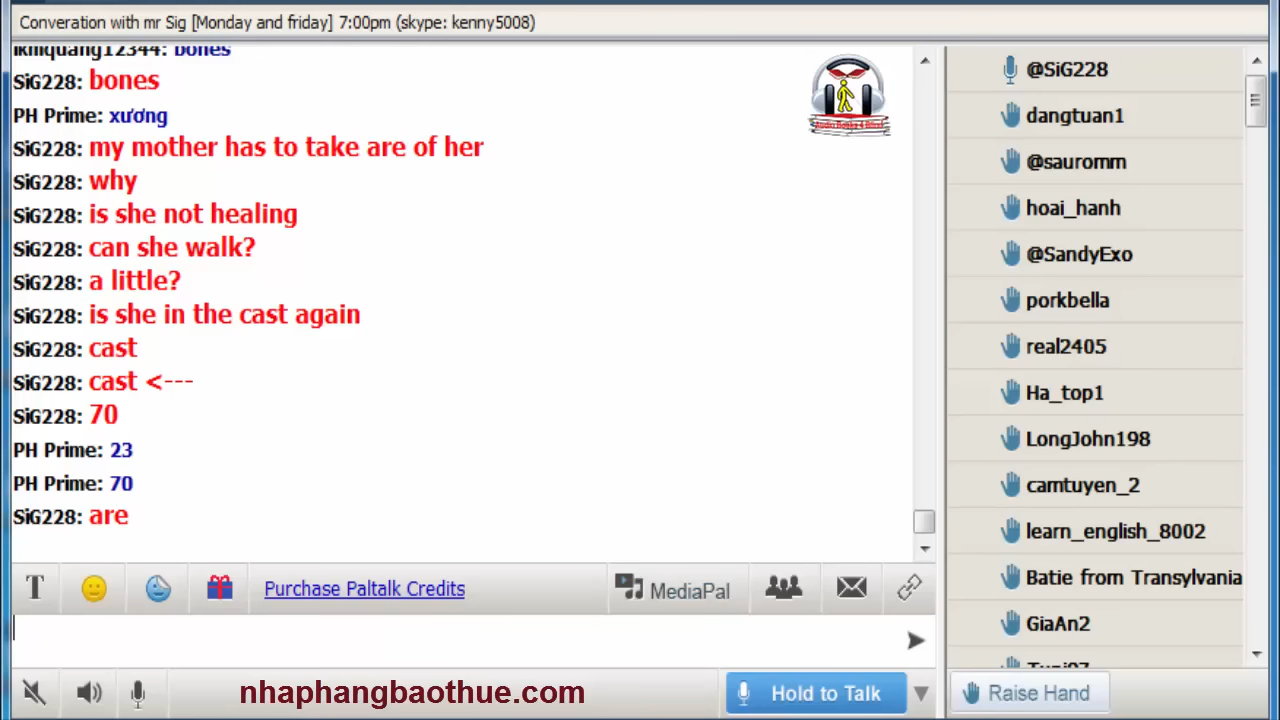 Converation with mr Sig [Monday and friday] 7:00pm (skype: kenny5008)
bones
SiG228: bones
PH Prime: xương
SiG228: my mother has to take are of her
SiG228: why
SiG228: is she not healing
SiG228: can she walk?
SiG228: a little?
SiG228: is she in the cast again
SiG228: cast
SiG228: cast <---
SiG228: 70
PH Prime: 23
PH Prime: 70
SiG228: are
T
Purchase Paltalk Credits
MediaPal
nhaphangbaothue.com
Hold to Talk
@SiG228
dangtuan1
@sauromm
hoai_hanh
@SandyExo
porkbella
real2405
Ha_top1
LongJohn198
camtuyen_2
learn_english_8002
Batie from Transylvania
GiaAn2
Raise Hand